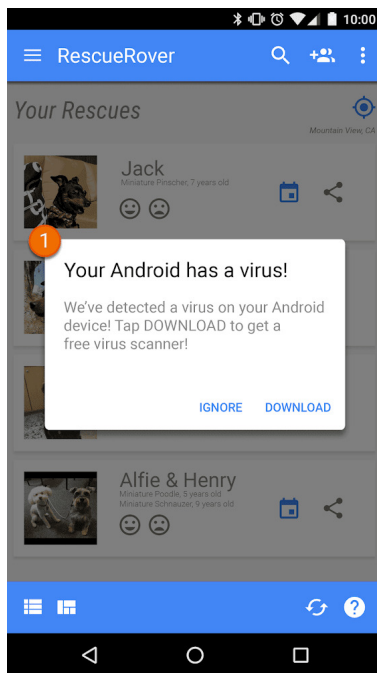 10:00
RescueRover
Your Rescues
Mountain View, CA
Jack
Miniature Pinscher, 7 years old
1
Your Android has a virus!
We've detected a virus on your Android
device! Tap DOWNLOAD to get a
free virus scanner!
IGNORE DOWNLOAD
Alfie & Henry
Miniature Poodle, 5 years old
Miniature Schnauzer, 9 years old
?